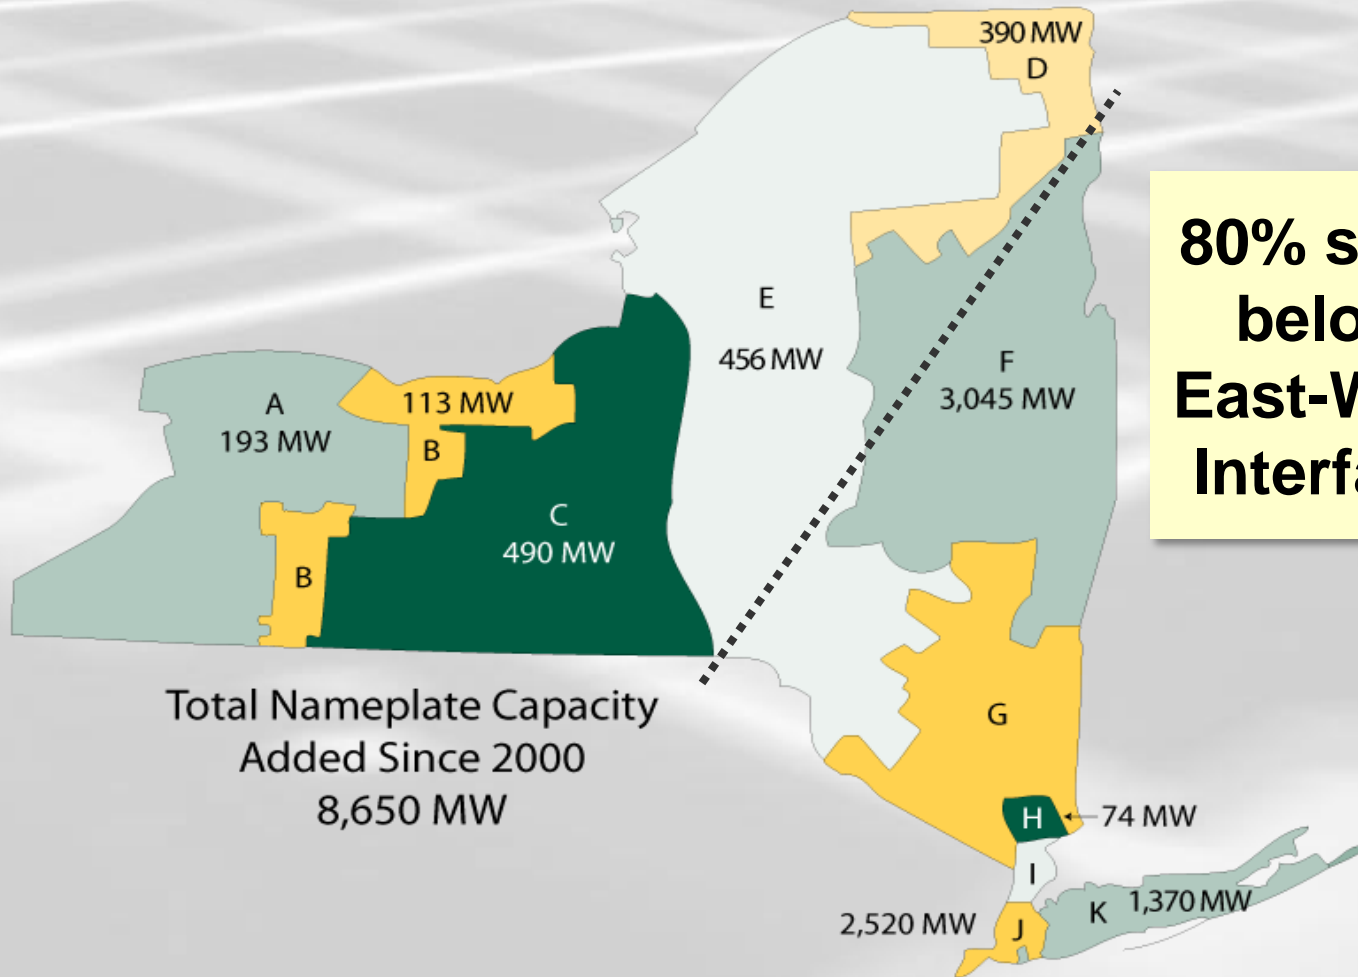 390 MW
D
80%
E
456 MW
F
3,045 MW
A
193 MW
113 MW
B
C
490 MW
B
Total Nameplate Capacity
Added Since 2000
8,650 MW
G
H
74 MW
I
2,520 MW
J
K 1,370 MW